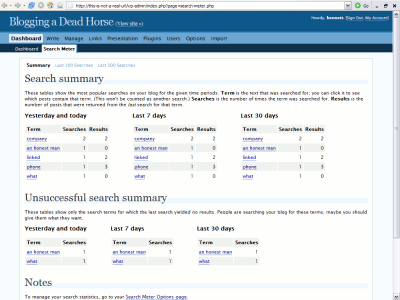 http://this-is-not-a-real-url/wp-admin/index.php?page=search-meter.php
Go
Blogging a Dead Horse (View site »)
Howdy, bennett. [Sign Out, My Account]
Dashboard Write Manage Links Presentation Plugins Users Options Import
Dashboard Search Meter
Summary Last 100 Searches Last 500 Searches
Search summary
These tables show the most popular searches on your blog for the given time periods. Term is the text that was searched for; you can click it to see
which posts contain that term. (This won't be counted as another search.) Searches is the number of times the term was searched for. Results is the
number of posts that were returned from the last search for that term.
Yesterday and today Last 7 days Last 30 days
Term Searches Results Term Searches Results Term Searches Results
company 2 2 company 2 2 company 2 2
an honest man 1 0 an honest man 1 0 an honest man 1 0
linked 1 2 linked 1 2 linked 1 2
phone 1 3 phone 1 3 phone 1 3
what 1 0 what 1 0 what 1 0
Unsuccessful search summary
These tables show only the search terms for which the last search yielded no results. People are searching your blog for these terms; maybe you should
give them what they want.
Yesterday and today Last 7 days Last 30 days
Term Searches Term Searches Term Searches
an honest man 1 an honest man 1 an honest man 1
what 1 what 1 what 1
Notes
To manage your search statistics, go to your Search Meter Options page.